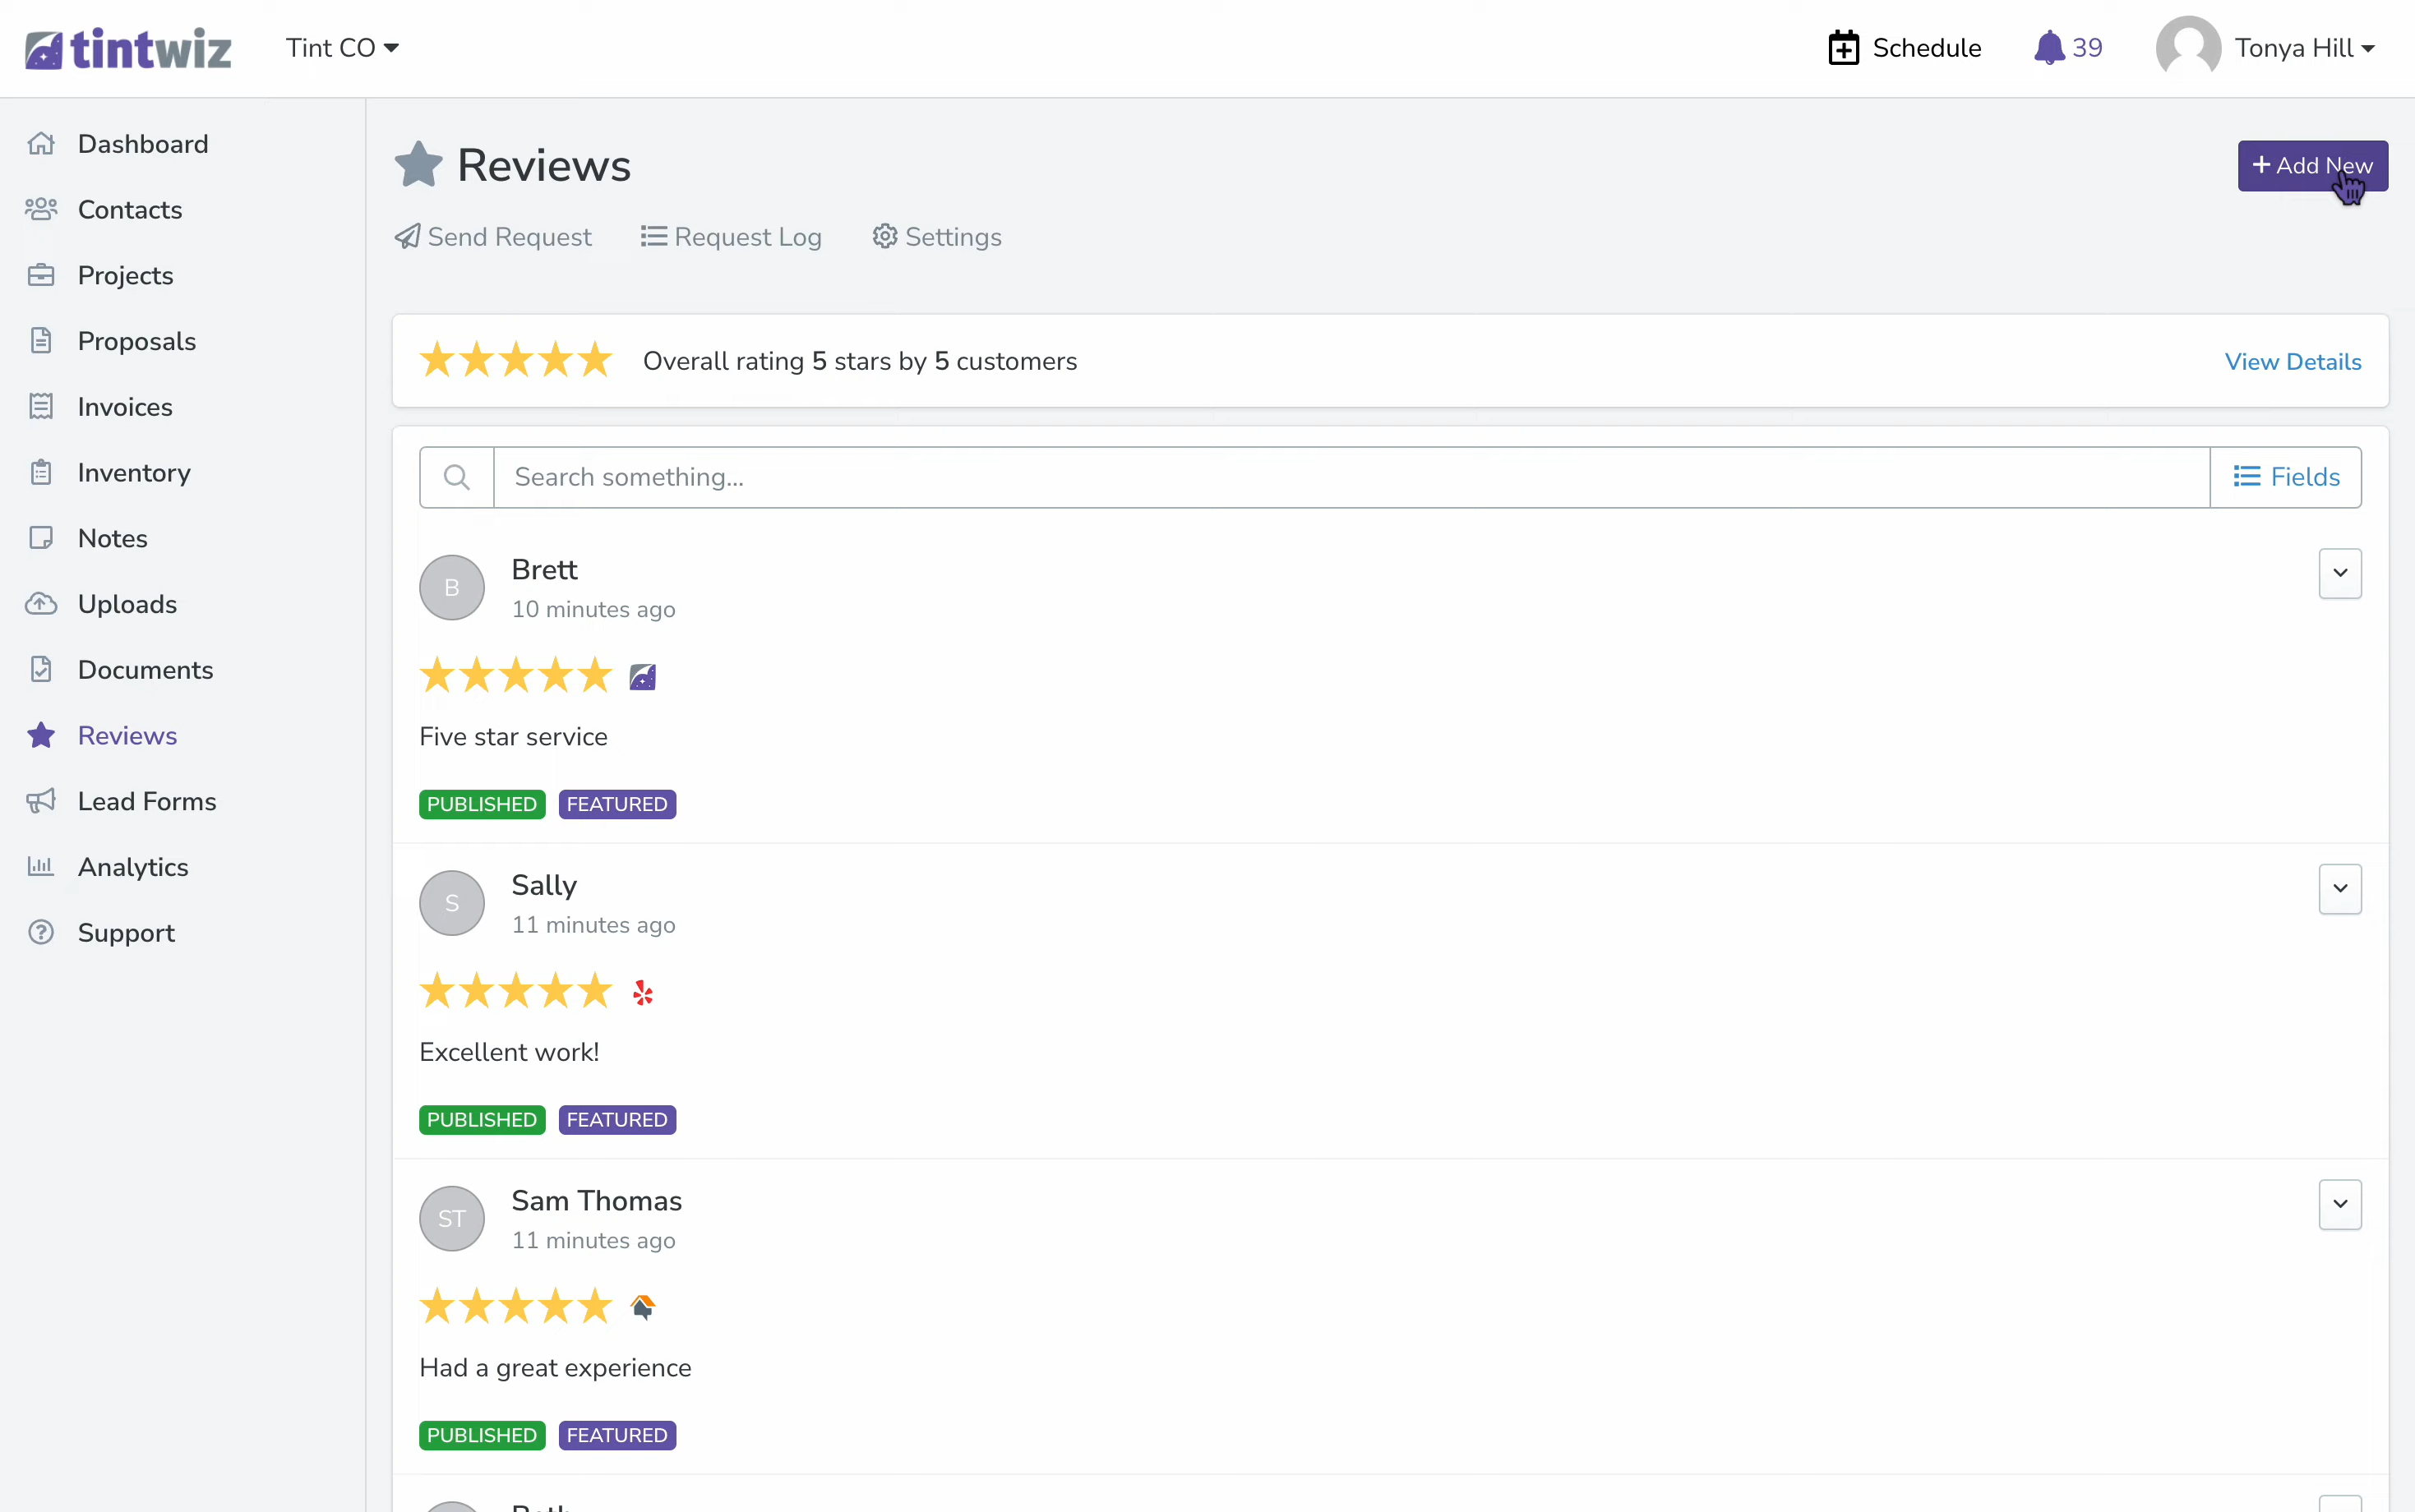 tintwiz
Tint CO
Schedule
39
Tonya Hill
Dashboard
Contacts
Projects
Proposals
Invoices
Inventory
Notes
Uploads
Documents
Reviews
Lead Forms
Analytics
Support
Reviews
+ Add New
Send Request
Request Log
Settings
Overall rating 5 stars by 5 customers
View Details
Search something...
Fields
B
Brett
10 minutes ago
Five star service
PUBLISHED FEATURED
S
Sally
11 minutes ago
Excellent work!
PUBLISHED FEATURED
ST
Sam Thomas
11 minutes ago
Had a great experience
PUBLISHED FEATURED